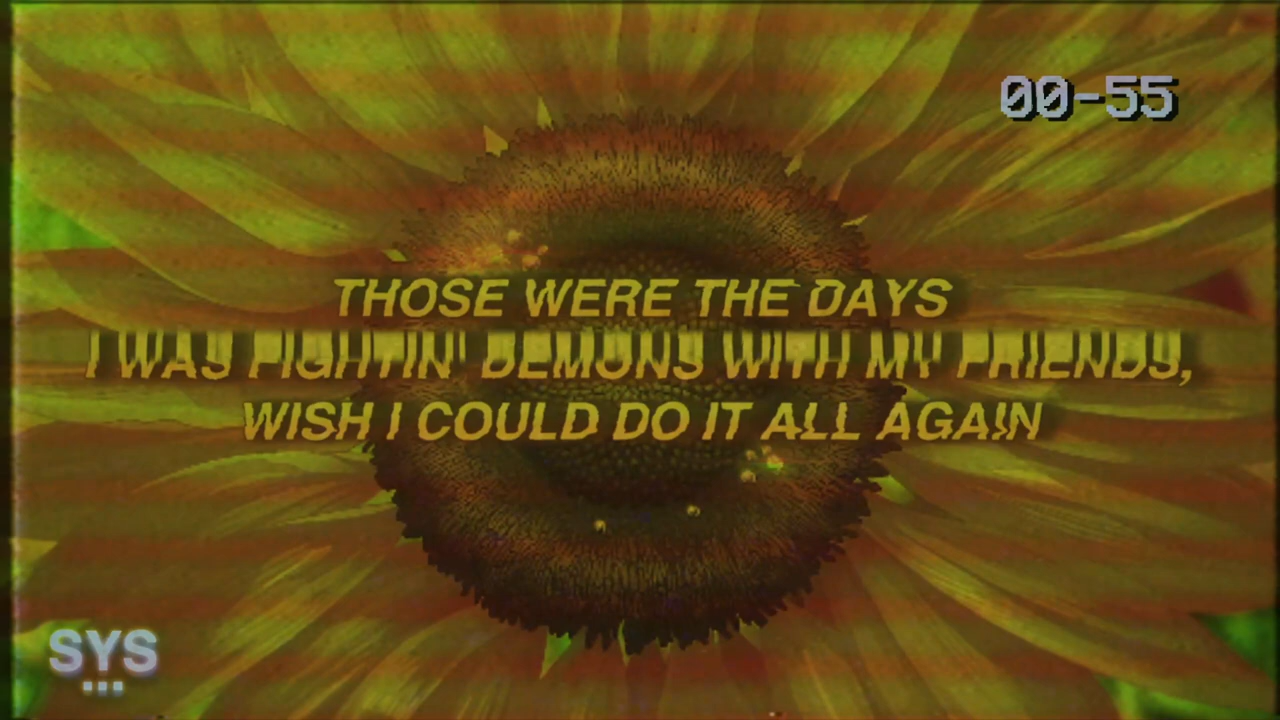 00-55
THOSE WERE THE DAYS
I WAS FIGHTIN' DEMONS WITH MY FRIENDS,
WISH I COULD DO IT ALL AGAIN
SYS